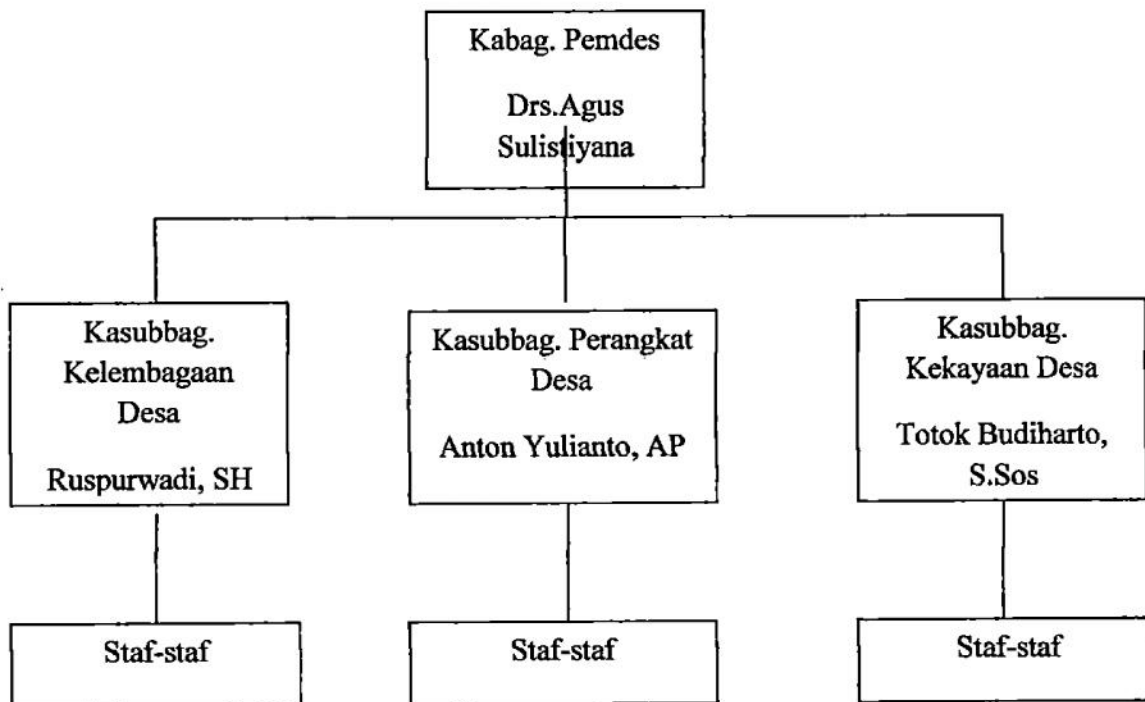 Kabag. Pemdes
Drs.Agus
Sulistiyana
Kasubbag.
Kelembagaan
Desa
Ruspurwadi, SH
Kasubbag. Perangkat
Desa
Anton Yulianto, AP
Kasubbag.
Kekayaan Desa
Totok Budiharto,
S.Sos
Staf-staf
Staf-staf
Staf-staf